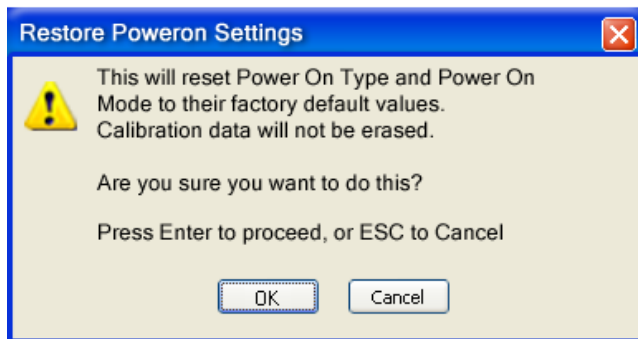 Restore Poweron Settings
This will reset Power On Type and Power On
Mode to their factory default values.
Calibration data will not be erased.
Are you sure you want to do this?
Press Enter to proceed, or ESC to Cancel
OK
Cancel